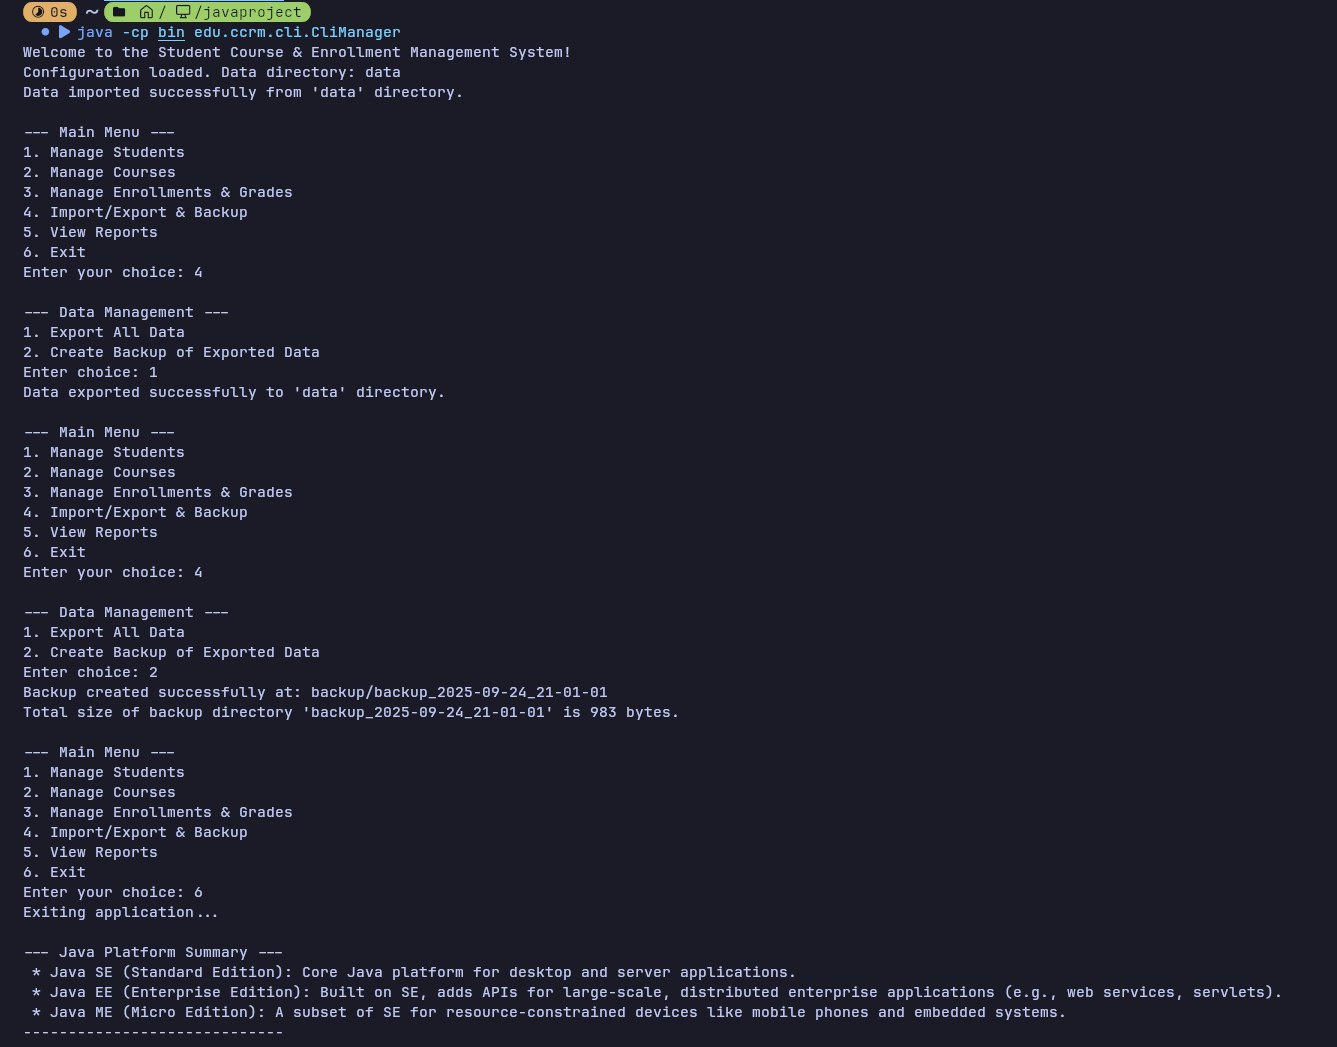 0s ~ / /javaproject
java -cp bin edu.ccrm.cli.CliManager
Welcome to the Student Course & Enrollment Management System!
Configuration loaded. Data directory: data
Data imported successfully from 'data' directory.
--- Main Menu ---
1. Manage Students
2. Manage Courses
3. Manage Enrollments & Grades
4. Import/Export & Backup
5. View Reports
6. Exit
Enter your choice: 4
--- Data Management ---
1. Export All Data
2. Create Backup of Exported Data
Enter choice: 1
Data exported successfully to 'data' directory.
--- Main Menu ---
1. Manage Students
2. Manage Courses
3. Manage Enrollments & Grades
4. Import/Export & Backup
5. View Reports
6. Exit
Enter your choice: 4
--- Data Management ---
1. Export All Data
2. Create Backup of Exported Data
Enter choice: 2
Backup created successfully at: backup/backup_2025-09-24_21-01-01
Total size of backup directory 'backup_2025-09-24_21-01-01' is 983 bytes.
--- Main Menu ---
1. Manage Students
2. Manage Courses
3. Manage Enrollments & Grades
4. Import/Export & Backup
5. View Reports
6. Exit
Enter your choice: 6
Exiting application...
--- Java Platform Summary ---
* Java SE (Standard Edition): Core Java platform for desktop and server applications.
* Java EE (Enterprise Edition): Built on SE, adds APIs for large-scale, distributed enterprise applications (e.g., web services, servlets).
* Java ME (Micro Edition): A subset of SE for resource-constrained devices like mobile phones and embedded systems.
-----------------------------